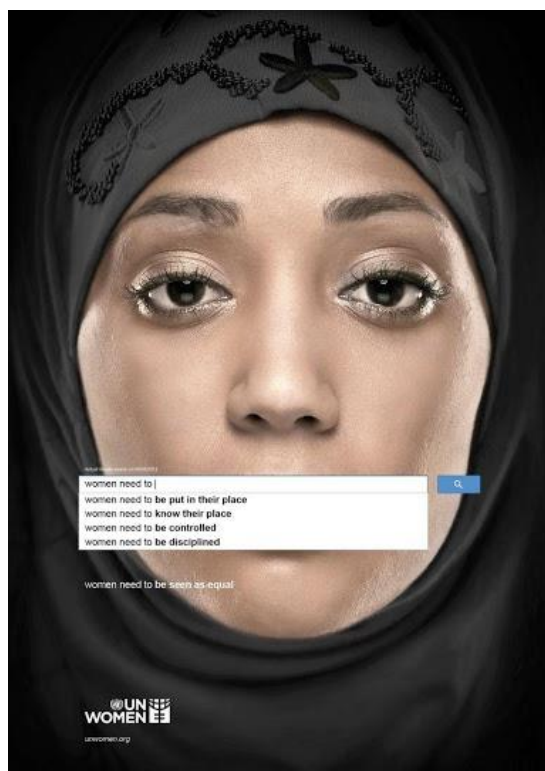 women need to
women need to be put in their place
women need to know their place
women need to be controlled
women need to be disciplined
women need to be seen as equal
UN
WOMEN
unwomen.org